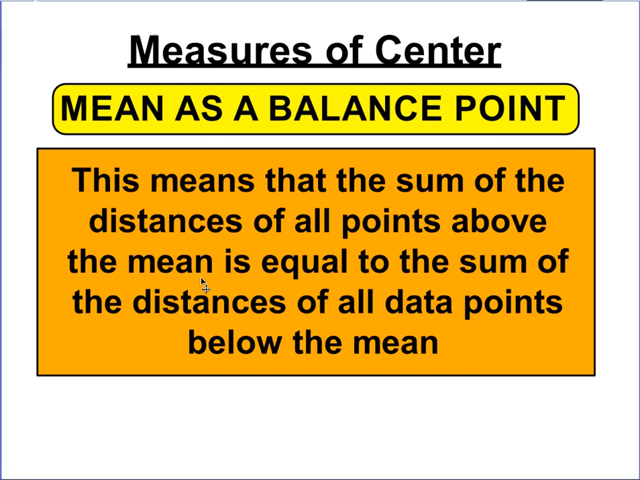 Measures of Center
MEAN AS A BALANCE POINT
This means that the sum of the
distances of all points above
the mean is equal to the sum of
the distances of all data points
below the mean